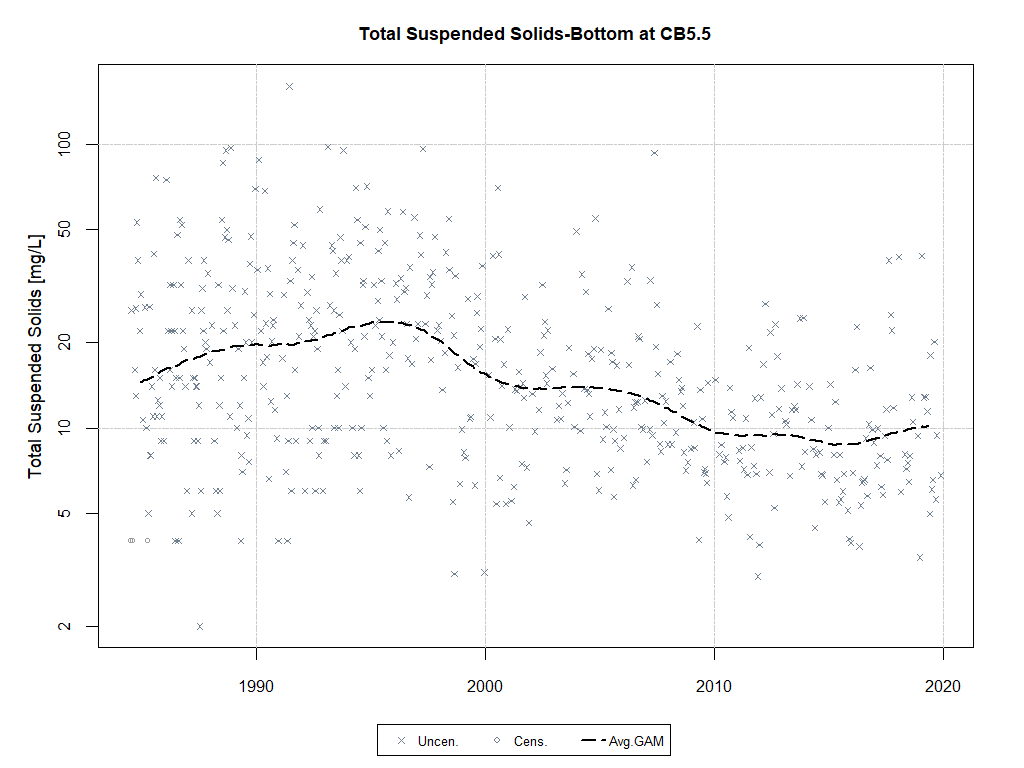 Total Suspended Solids-Bottom at CB5.5
Total Suspended Solids [mg/L]
100
50
20
10
5
2
1990 2000 2010 2020
Uncen. Cens. Avg.GAM